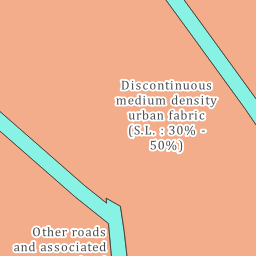 Discontinuous
medium density
urban fabric
(S.L. : 30% -
50%)
Other roads
and associated